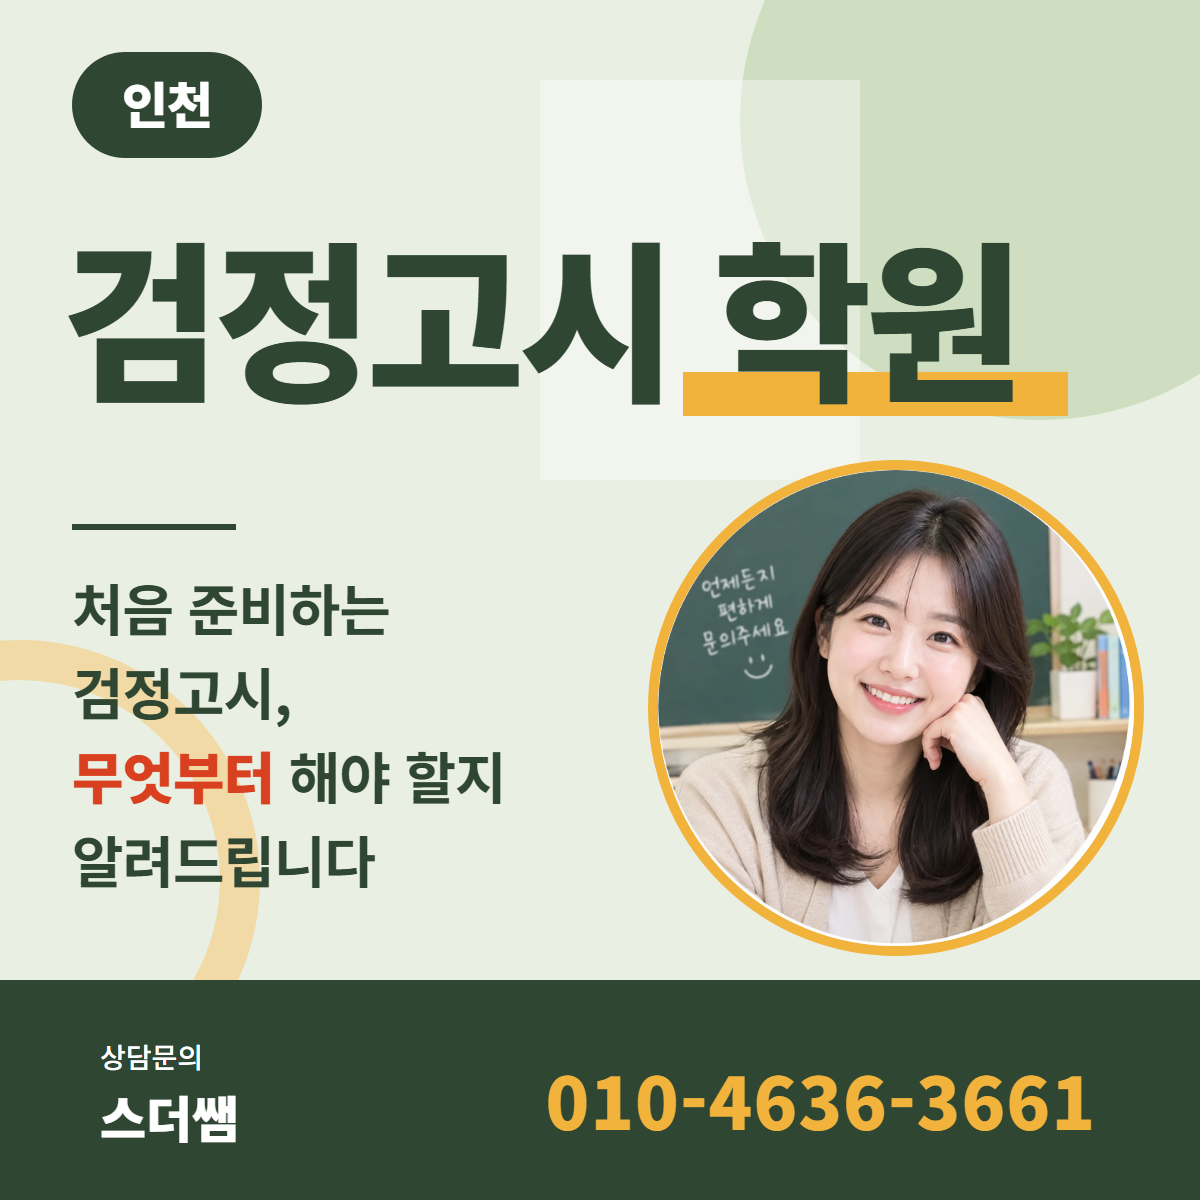 인천
검정고시 학원
처음 준비하는
검정고시,
무엇부터 해야 할지
알려드립니다
언제든지
편하게
문의주세요
상담문의
스더쌤
010-4636-3661